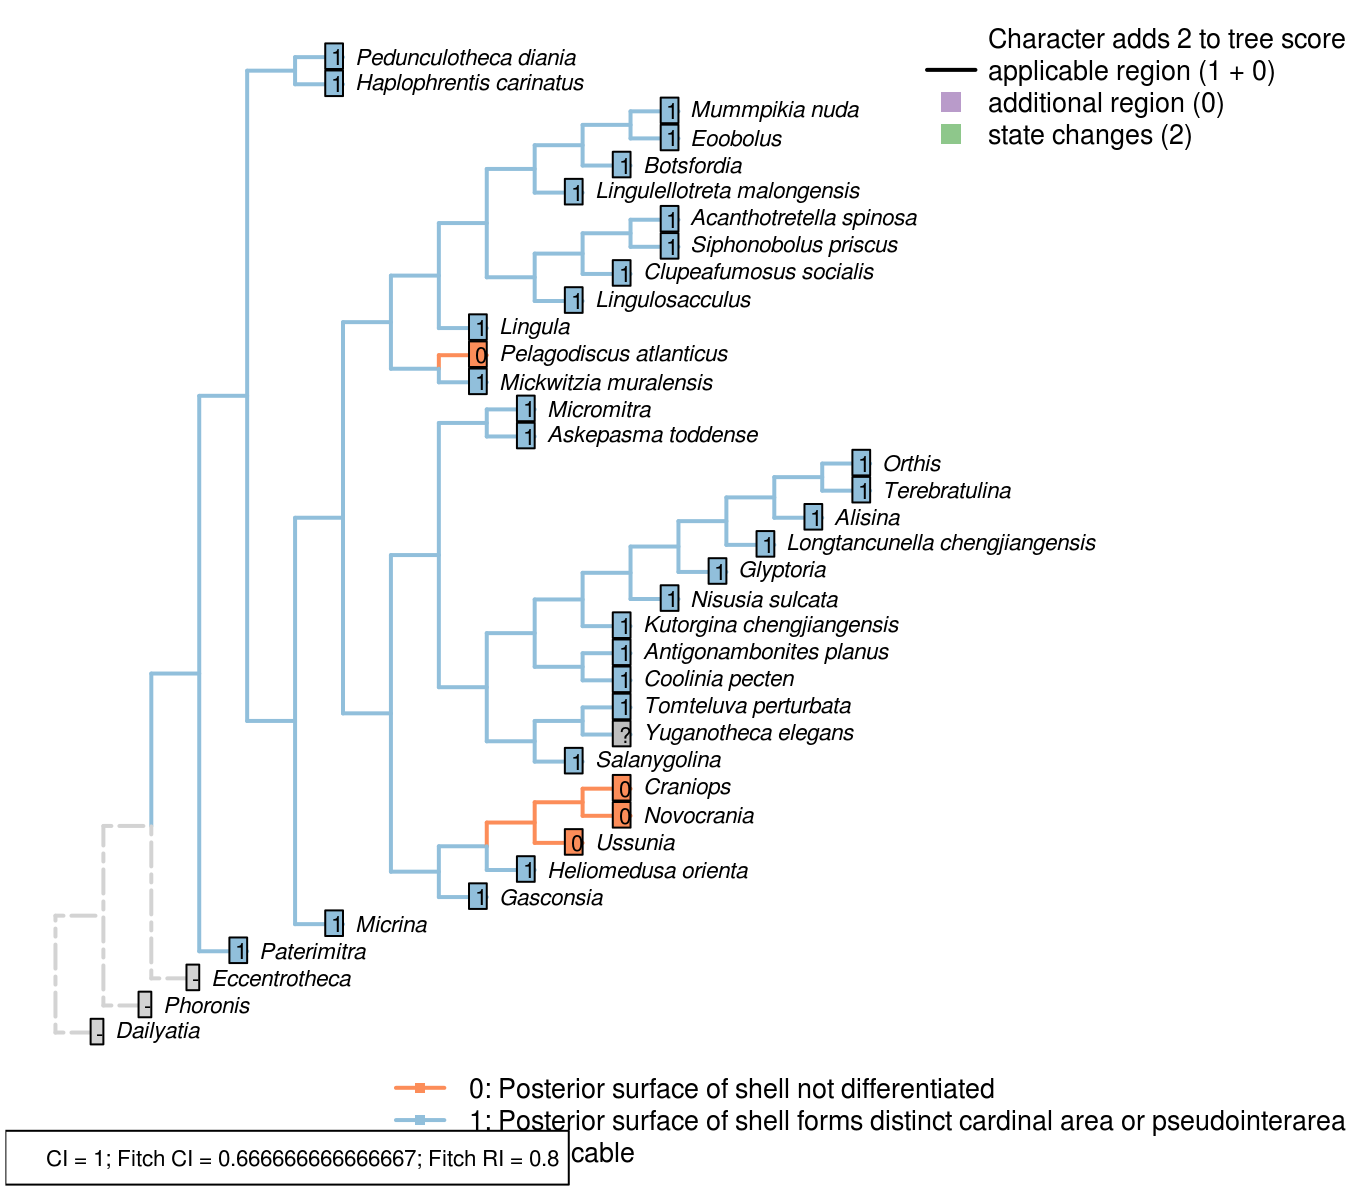 Character adds 2 to tree score
applicable region (1 + 0)
additional region (0)
state changes (2)
1 Pedunculotheca diania
1 Haplophrentis carinatus
1 Mummpikia nuda
1 Eoobolus
1 Botsfordia
1 Lingulellotreta malongensis
1 Acanthotretella spinosa
1 Siphonobolus priscus
1 Clupeafumosus socialis
1 Lingulosacculus
1 Lingula
0 Pelagodiscus atlanticus
1 Mickwitzia muralensis
1 Micromitra
1 Askepasma toddense
1 Orthis
1 Terebratulina
1 Alisina
1 Longtancunella chengjiangensis
1 Glyptoria
1 Nisusia sulcata
1 Kutorgina chengjiangensis
1 Antigonambonites planus
1 Coolinia pecten
1 Tomteluva perturbata
? Yuganotheca elegans
1 Salanygolina
0 Craniops
0 Novocrania
0 Ussunia
1 Heliomedusa orienta
1 Gasconsia
1 Micrina
1 Paterimitra
- Eccentrotheca
- Phoronis
- Dailyatia
0: Posterior surface of shell not differentiated
1: Posterior surface of shell forms distinct cardinal area or pseudointerarea
cable
CI = 1; Fitch CI = 0.666666666666667; Fitch RI = 0.8